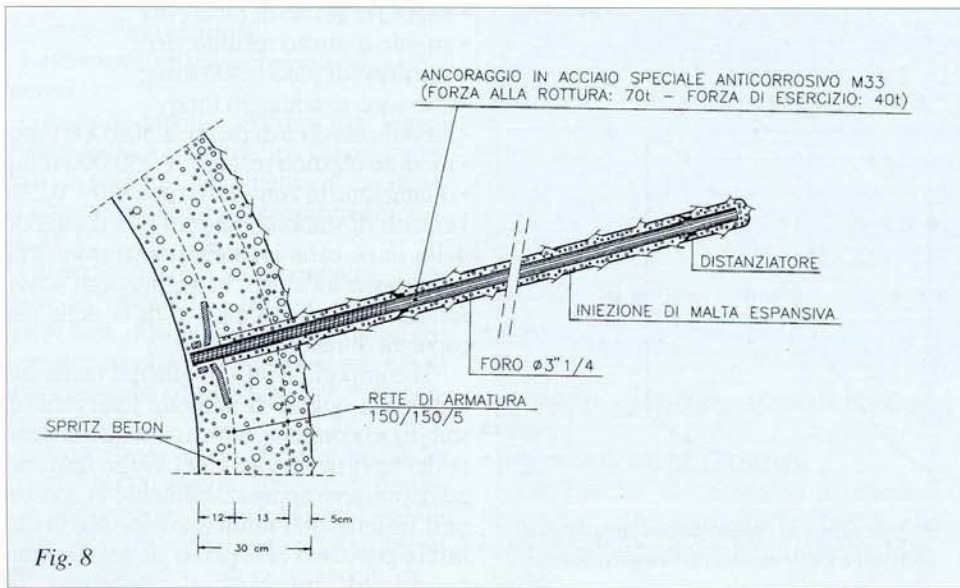 ANCORAGGIO IN ACCIAIO SPECIALE ANTICORROSIVO M33
(FORZA ALLA ROTTURA: 70t – FORZA DI ESERCIZIO: 40t)
DISTANZIATORE
INIEZIONE DI MALTA ESPANSIVA
FORO ø3" 1/4
RETE DI ARMATURA
150/150/5
SPRITZ BETON
12 13 5cm
30 cm
Fig. 8